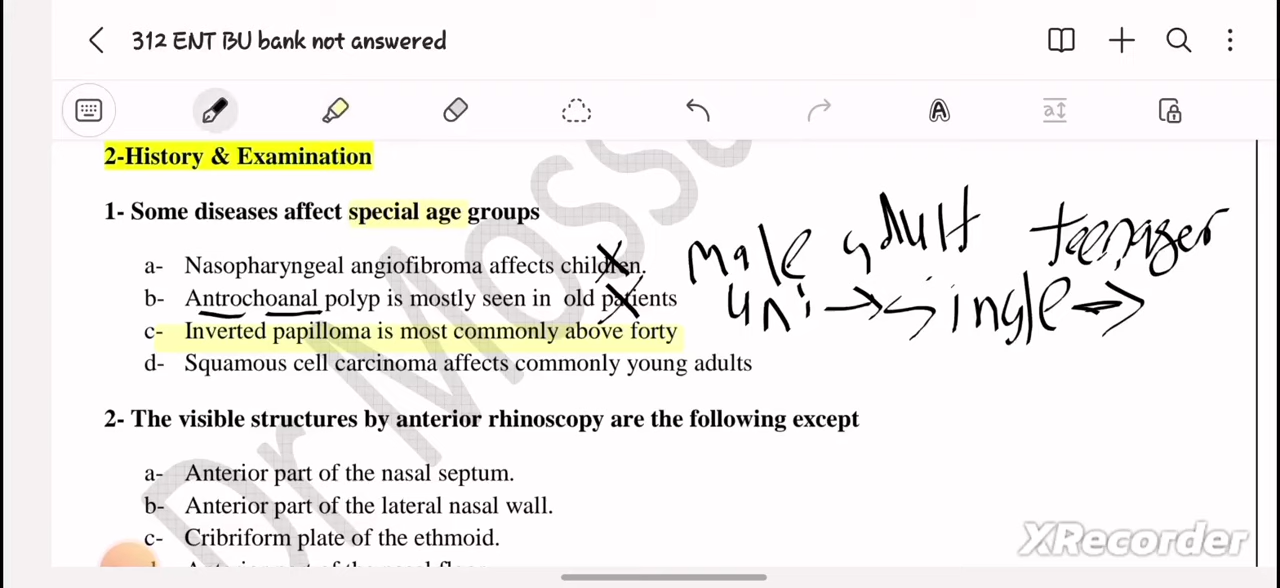 312 ENT BU bank not answered
2-History & Examination
1- Some diseases affect special age groups
a- Nasopharyngeal angiofibroma affects children.
male adult teenager
b- Antrochoanal polyp is mostly seen in old patients
uni → single →
c- Inverted papilloma is most commonly above forty
d- Squamous cell carcinoma affects commonly young adults
2- The visible structures by anterior rhinoscopy are the following except
a- Anterior part of the nasal septum.
b- Anterior part of the lateral nasal wall.
c- Cribriform plate of the ethmoid.
Dr Moss
XRecorder